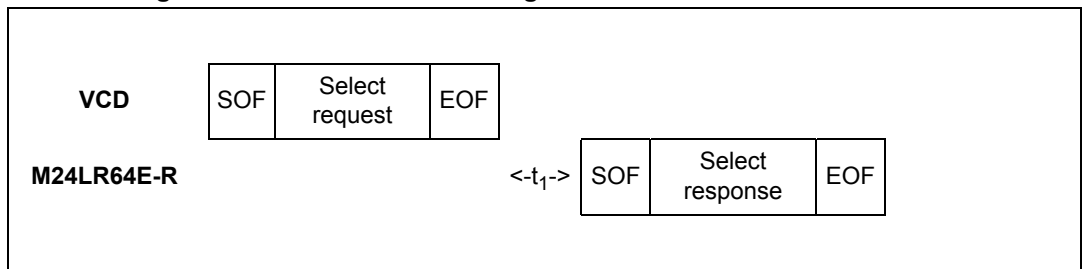 VCD SOF Select request EOF
M24LR64E-R <-t1-> SOF Select response EOF